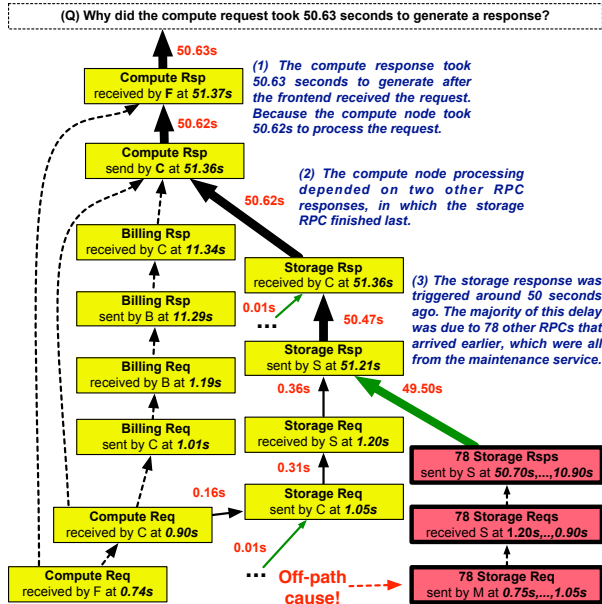 (Q) Why did the compute request took 50.63 seconds to generate a response?
50.63s
Compute Rsp
received by F at 51.37s
(1) The compute response took
50.63 seconds to generate after
the frontend received the request.
Because the compute node took
50.62s to process the request.
50.62s
Compute Rsp
send by C at 51.36s
(2) The compute node processing
depended on two other RPC
responses, in which the storage
RPC finished last.
50.62s
Billing Rsp
received by C at 11.34s
Storage Rsp
received by C at 51.36s
(3) The storage response was
triggered around 50 seconds
ago. The majority of this delay
was due to 78 other RPCs that
arrived earlier, which were all
from the maintenance service.
Billing Rsp
sent by B at 11.29s
0.01s
...
50.47s
Storage Rsp
sent by S at 51.21s
Billing Req
received by B at 1.19s
0.36s
49.50s
Billing Req
sent by C at 1.01s
Storage Req
received by S at 1.20s
78 Storage Rsps
sent by S at 50.70s,...,10.90s
0.31s
0.16s
Storage Req
sent by C at 1.05s
Compute Req
received by C at 0.90s
78 Storage Reqs
received S at 1.20s,...,0.90s
0.01s
...
Compute Req
received by F at 0.74s
Off-path
cause!
78 Storage Req
sent by M at 0.75s,...,1.05s